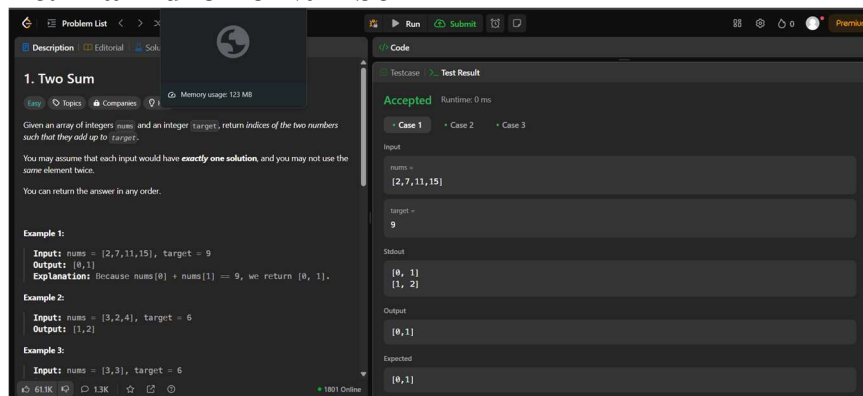 Problem List
Run
Submit
0
Premium
Description
Editorial
Memory usage: 123 MB
1. Two Sum
Easy
Topics
Companies
Given an array of integers nums and an integer target, return indices of the two numbers
such that they add up to target.
You may assume that each input would have exactly one solution, and you may not use the
same element twice.
You can return the answer in any order.
Example 1:
Input: nums = [2,7,11,15], target = 9
Output: [0,1]
Explanation: Because nums[0] + nums[1] == 9, we return [0, 1].
Example 2:
Input: nums = [3,2,4], target = 6
Output: [1,2]
Example 3:
Input: nums = [3,3], target = 6
61.1K
1.3K
1801 Online
Code
Testcase
Test Result
Accepted Runtime: 0 ms
Case 1
Case 2
Case 3
Input
nums =
[2,7,11,15]
target =
9
Stdout
[0, 1]
[1, 2]
Output
[0,1]
Expected
[0,1]